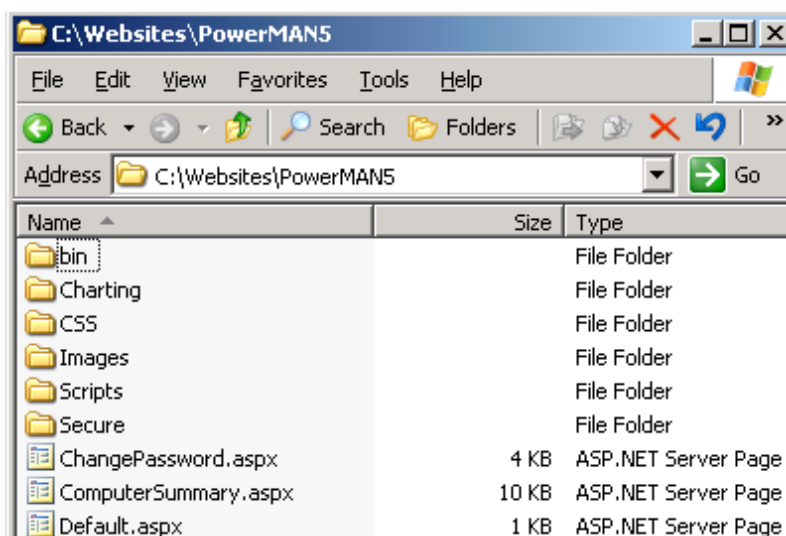 C:\Websites\PowerMAN5
File Edit View Favorites Tools Help
Back Search Folders »
Address C:\Websites\PowerMAN5 Go
Name Size Type
bin File Folder
Charting File Folder
CSS File Folder
Images File Folder
Scripts File Folder
Secure File Folder
ChangePassword.aspx 4 KB ASP.NET Server Page
ComputerSummary.aspx 10 KB ASP.NET Server Page
Default.aspx 1 KB ASP.NET Server Page